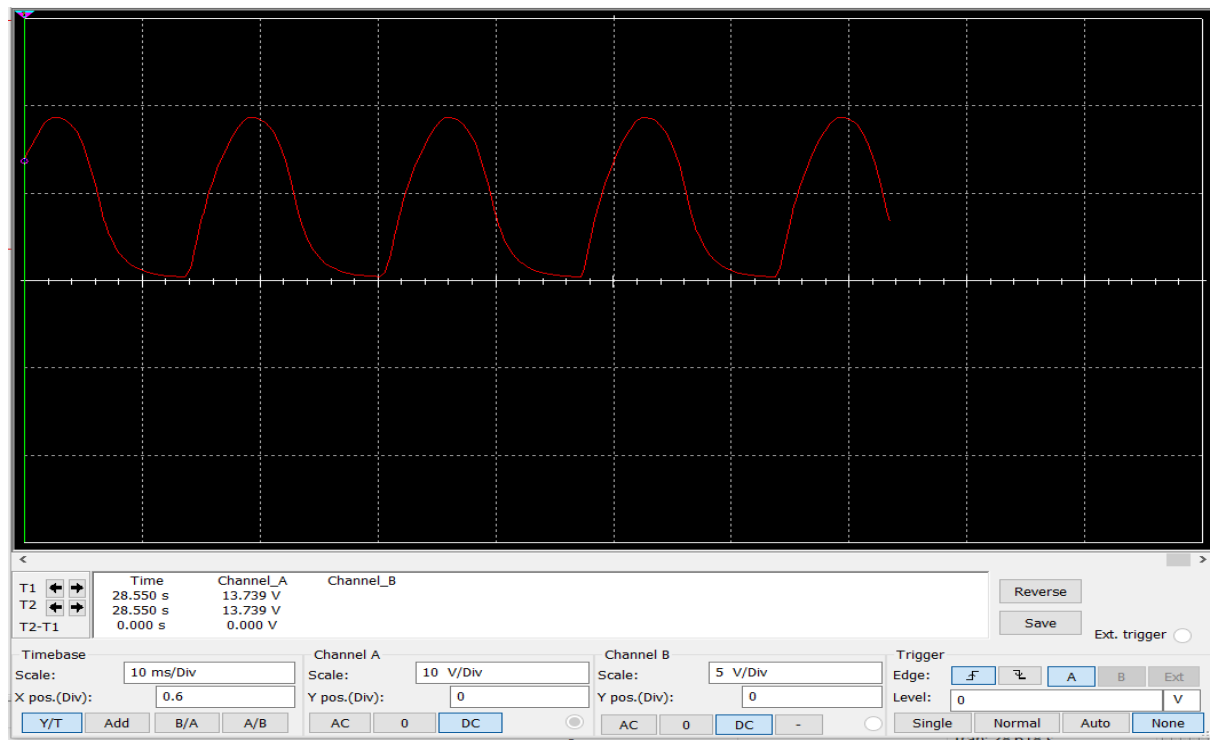 Time Channel_A Channel_B
T1 28.550 s 13.739 V
T2 28.550 s 13.739 V
T2-T1 0.000 s 0.000 V
Reverse
Save
Ext. trigger
Timebase Channel A Channel B Trigger
Scale: 10 ms/Div Scale: 10 V/Div Scale: 5 V/Div Edge: A B Ext
X pos.(Div): 0.6 Y pos.(Div): 0 Y pos.(Div): 0 Level: 0 V
Y/T Add B/A A/B AC 0 DC AC 0 DC - Single Normal Auto None